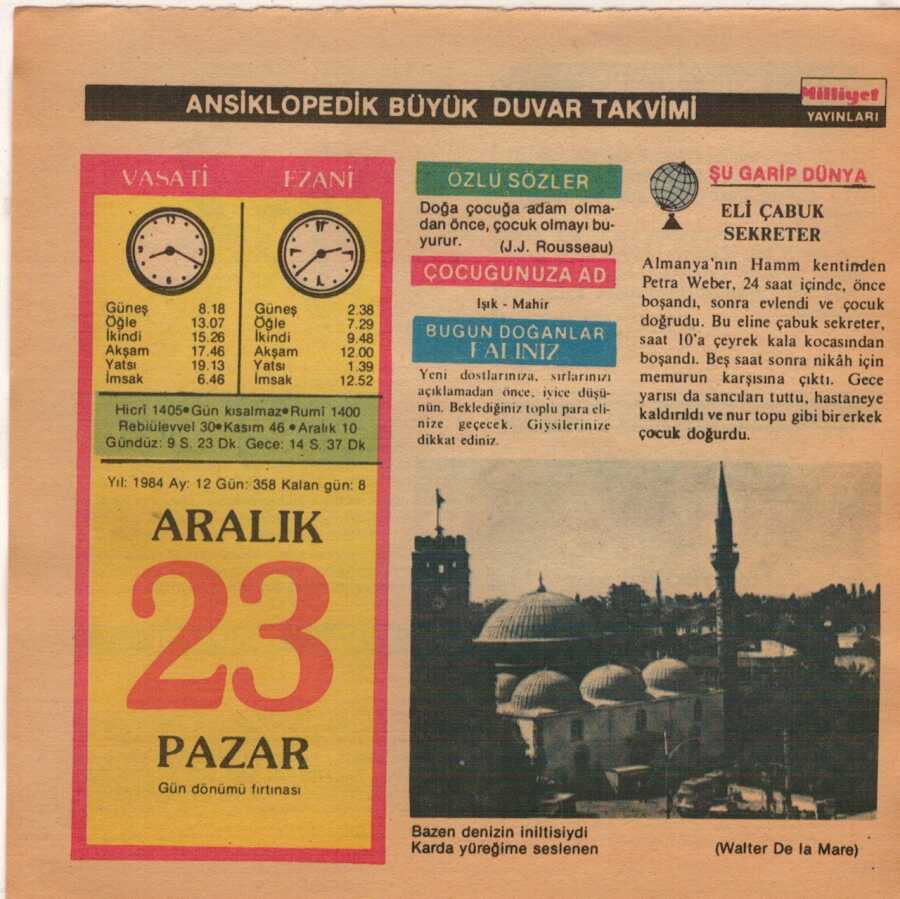 ANSİKLOPEDİK BÜYÜK DUVAR TAKVİMİ
Milliyet
YAYINLARI
VASATİ EZANİ
Güneş 8.18
Öğle 13.07
İkindi 15.26
Akşam 17.46
Yatsı 19.13
İmsak 6.46
Güneş 2.38
Öğle 7.29
İkindi 9.48
Akşam 12.00
Yatsı 1.39
İmsak 12.52
Hicrî 1405•Gün kısalmaz•Rumî 1400
Rebiülevvel 30•Kasım 46 •Aralık 10
Gündüz: 9 S. 23 Dk. Gece: 14 S. 37 Dk
Yıl: 1984 Ay: 12 Gün: 358 Kalan gün: 8
ARALIK
23
PAZAR
Gün dönümü fırtınası
ÖZLÜ SÖZLER
Doğa çocuğa adam olma-
dan önce, çocuk olmayı bu-
yurur. (J.J. Rousseau)
ÇOCUĞUNUZA AD
Işık - Mahir
BUGÜN DOĞANLAR
FALINIZ
Yeni dostlarınıza, sırlarınızı
açıklamadan önce, iyice düşü-
nün. Beklediğiniz toplu para eli-
nize geçecek. Giysilerinize
dikkat ediniz.
ŞU GARİP DÜNYA
ELİ ÇABUK
SEKRETER
Almanya'nın Hamm kentinden
Petra Weber, 24 saat içinde, önce
boşandı, sonra evlendi ve çocuk
doğrudu. Bu eline çabuk sekreter,
saat 10'a çeyrek kala kocasından
boşandı. Beş saat sonra nikâh için
memurun karşısına çıktı. Gece
yarısı da sancıları tuttu, hastaneye
kaldırıldı ve nur topu gibi bir erkek
çocuk doğurdu.
Bazen denizin iniltisiydi
Karda yüreğime seslenen (Walter De la Mare)